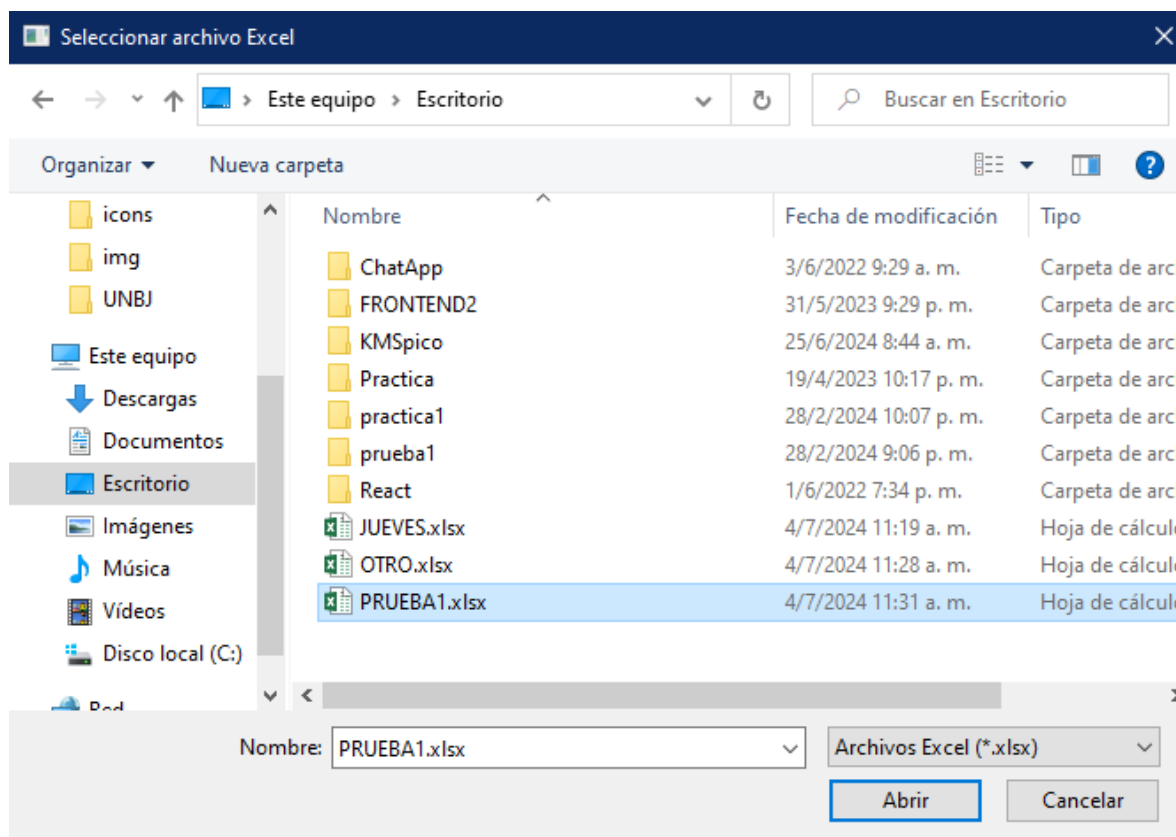 Seleccionar archivo Excel
Este equipo > Escritorio
Buscar en Escritorio
Organizar
Nueva carpeta
icons
img
UNBJ
Este equipo
Descargas
Documentos
Escritorio
Imágenes
Música
Vídeos
Disco local (C:)
Red
Nombre Fecha de modificación Tipo
ChatApp 3/6/2022 9:29 a. m. Carpeta de arc
FRONTEND2 31/5/2023 9:29 p. m. Carpeta de arc
KMSpico 25/6/2024 8:44 a. m. Carpeta de arc
Practica 19/4/2023 10:17 p. m. Carpeta de arc
practica1 28/2/2024 10:07 p. m. Carpeta de arc
prueba1 28/2/2024 9:06 p. m. Carpeta de arc
React 1/6/2022 7:34 p. m. Carpeta de arc
JUEVES.xlsx 4/7/2024 11:19 a. m. Hoja de cálculo
OTRO.xlsx 4/7/2024 11:28 a. m. Hoja de cálculo
PRUEBA1.xlsx 4/7/2024 11:31 a. m. Hoja de cálculo
Nombre: PRUEBA1.xlsx
Archivos Excel (*.xlsx)
Abrir
Cancelar